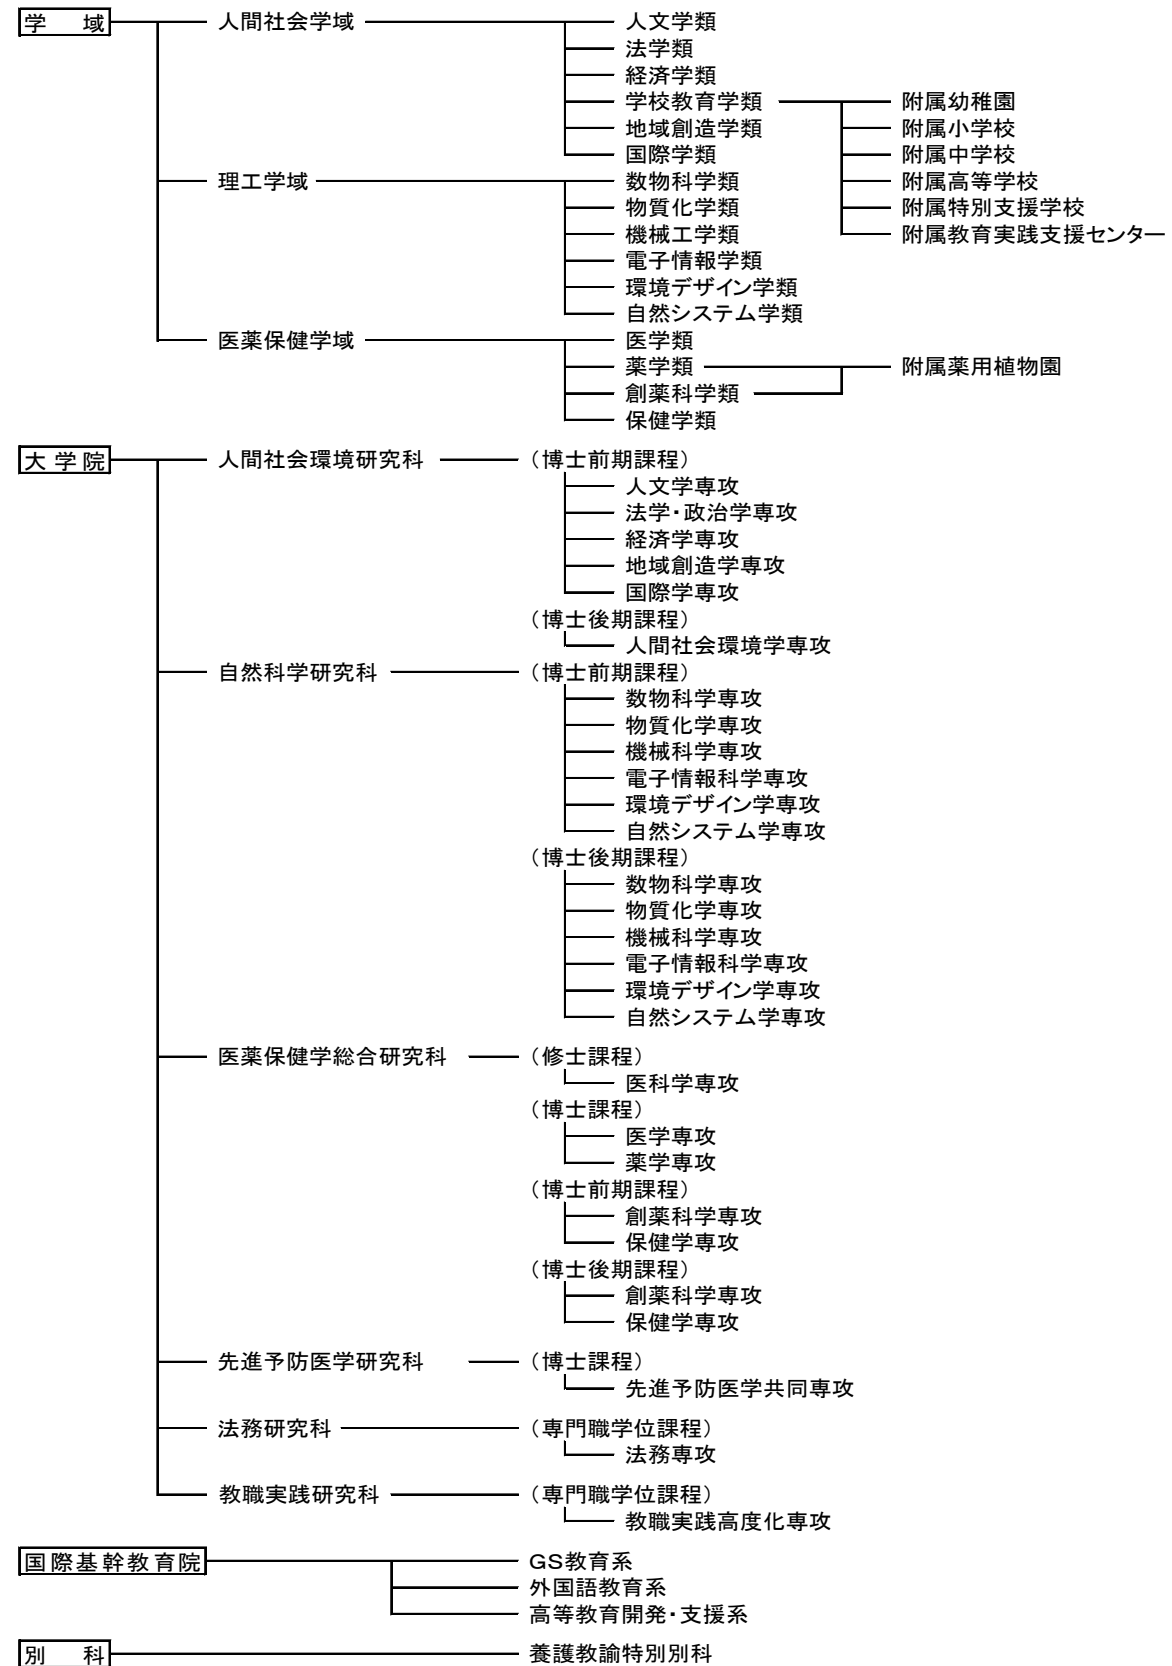 学　域 人間社会学域 人文学類
法学類
経済学類
学校教育学類 附属幼稚園
地域創造学類 附属小学校
国際学類 附属中学校
理工学域 数物科学類 附属高等学校
物質化学類 附属特別支援学校
機械工学類 附属教育実践支援センター
電子情報学類
環境デザイン学類
自然システム学類
医薬保健学域 医学類
薬学類 附属薬用植物園
創薬科学類
保健学類
大学院 人間社会環境研究科 （博士前期課程）
人文学専攻
法学・政治学専攻
経済学専攻
地域創造学専攻
国際学専攻
（博士後期課程）
人間社会環境学専攻
自然科学研究科 （博士前期課程）
数物科学専攻
物質化学専攻
機械科学専攻
電子情報科学専攻
環境デザイン学専攻
自然システム学専攻
（博士後期課程）
数物科学専攻
物質化学専攻
機械科学専攻
電子情報科学専攻
環境デザイン学専攻
自然システム学専攻
医薬保健学総合研究科 （修士課程）
医科学専攻
（博士課程）
医学専攻
薬学専攻
（博士前期課程）
創薬科学専攻
保健学専攻
（博士後期課程）
創薬科学専攻
保健学専攻
先進予防医学研究科 （博士課程）
先進予防医学共同専攻
法務研究科 （専門職学位課程）
法務専攻
教職実践研究科 （専門職学位課程）
教職実践高度化専攻
国際基幹教育院 GS教育系
外国語教育系
高等教育開発・支援系
別　科 養護教諭特別別科